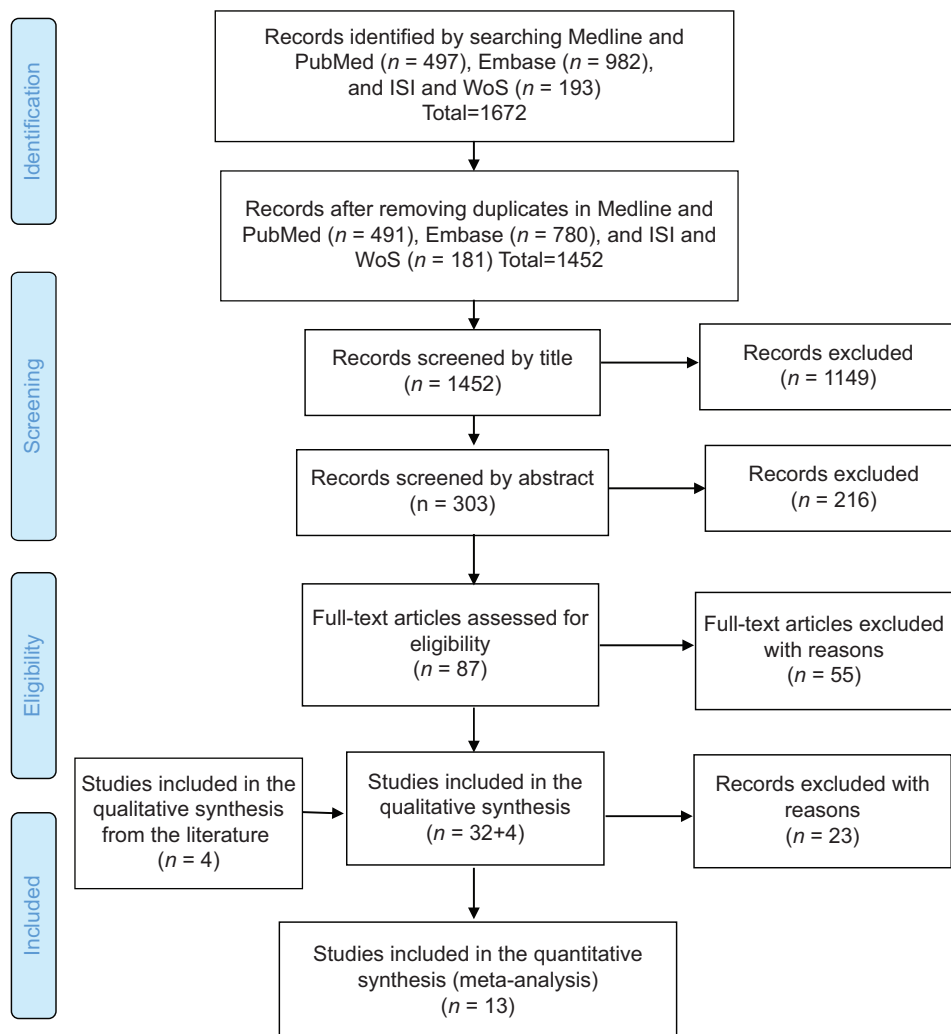 Identification
Records identified by searching Medline and
PubMed (n = 497), Embase (n = 982),
and ISI and WoS (n = 193)
Total=1672
Records after removing duplicates in Medline and
PubMed (n = 491), Embase (n = 780), and ISI and
WoS (n = 181) Total=1452
Screening
Records screened by title
(n = 1452)
Records excluded
(n = 1149)
Records screened by abstract
(n = 303)
Records excluded
(n = 216)
Eligibility
Full-text articles assessed for
eligibility
(n = 87)
Full-text articles excluded
with reasons
(n = 55)
Studies included in the
qualitative synthesis
from the literature
(n = 4)
Studies included in the
qualitative synthesis
(n = 32+4)
Records excluded with
reasons
(n = 23)
Included
Studies included in the quantitative
synthesis (meta-analysis)
(n = 13)